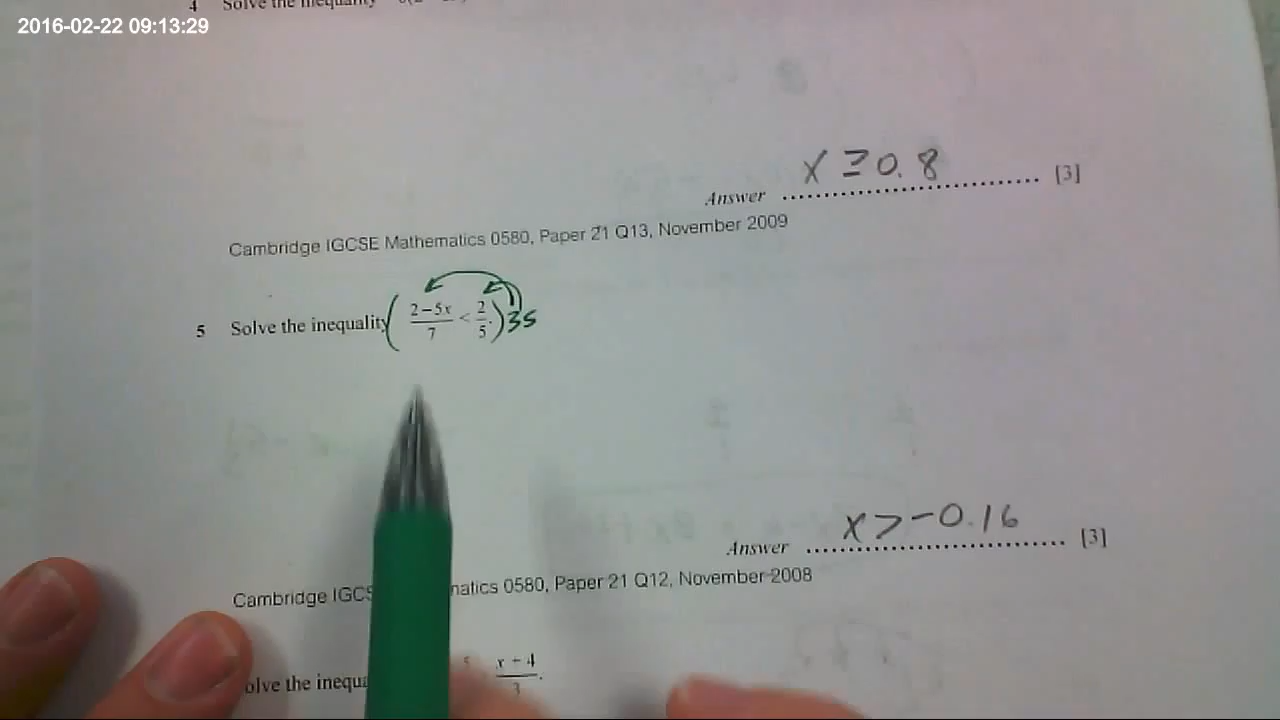 2016-02-22 09:13:29
4 Solve the inequality
x ≥ 0.8
Answer ........................................ [3]
Cambridge IGCSE Mathematics 0580, Paper 21 Q13, November 2009
5 Solve the inequality ( (2−5x)/7 < 2/5. ) 35
x > −0.16
Answer ........................................ [3]
Cambridge IGCS matics 0580, Paper 21 Q12, November 2008
olve the inequa (x + 4)/3.